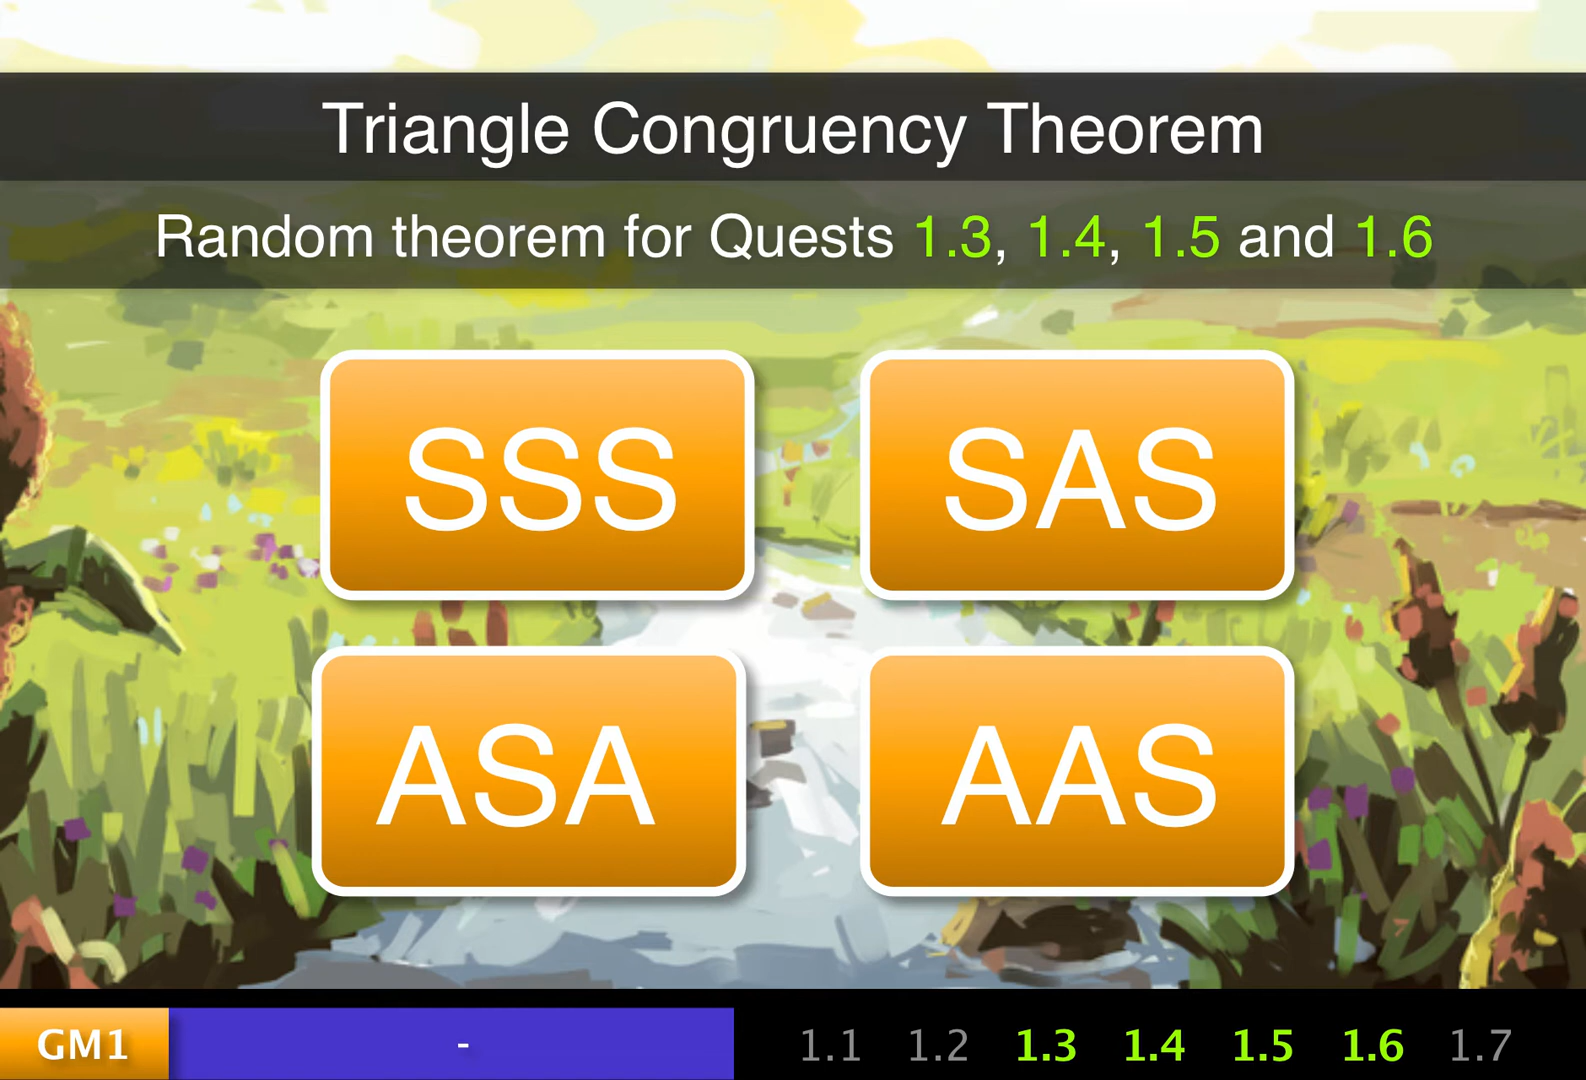 Triangle Congruency Theorem
Random theorem for Quests 1.3, 1.4, 1.5 and 1.6
SSS SAS
ASA AAS
GM1 - 1.1 1.2 1.3 1.4 1.5 1.6 1.7